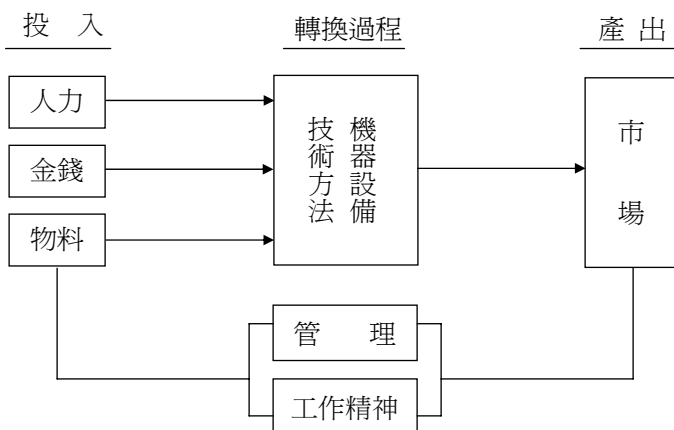 投 入
轉換過程
產 出
人力
金錢
物料
機器設備
技術方法
市場
管 理
工作精神